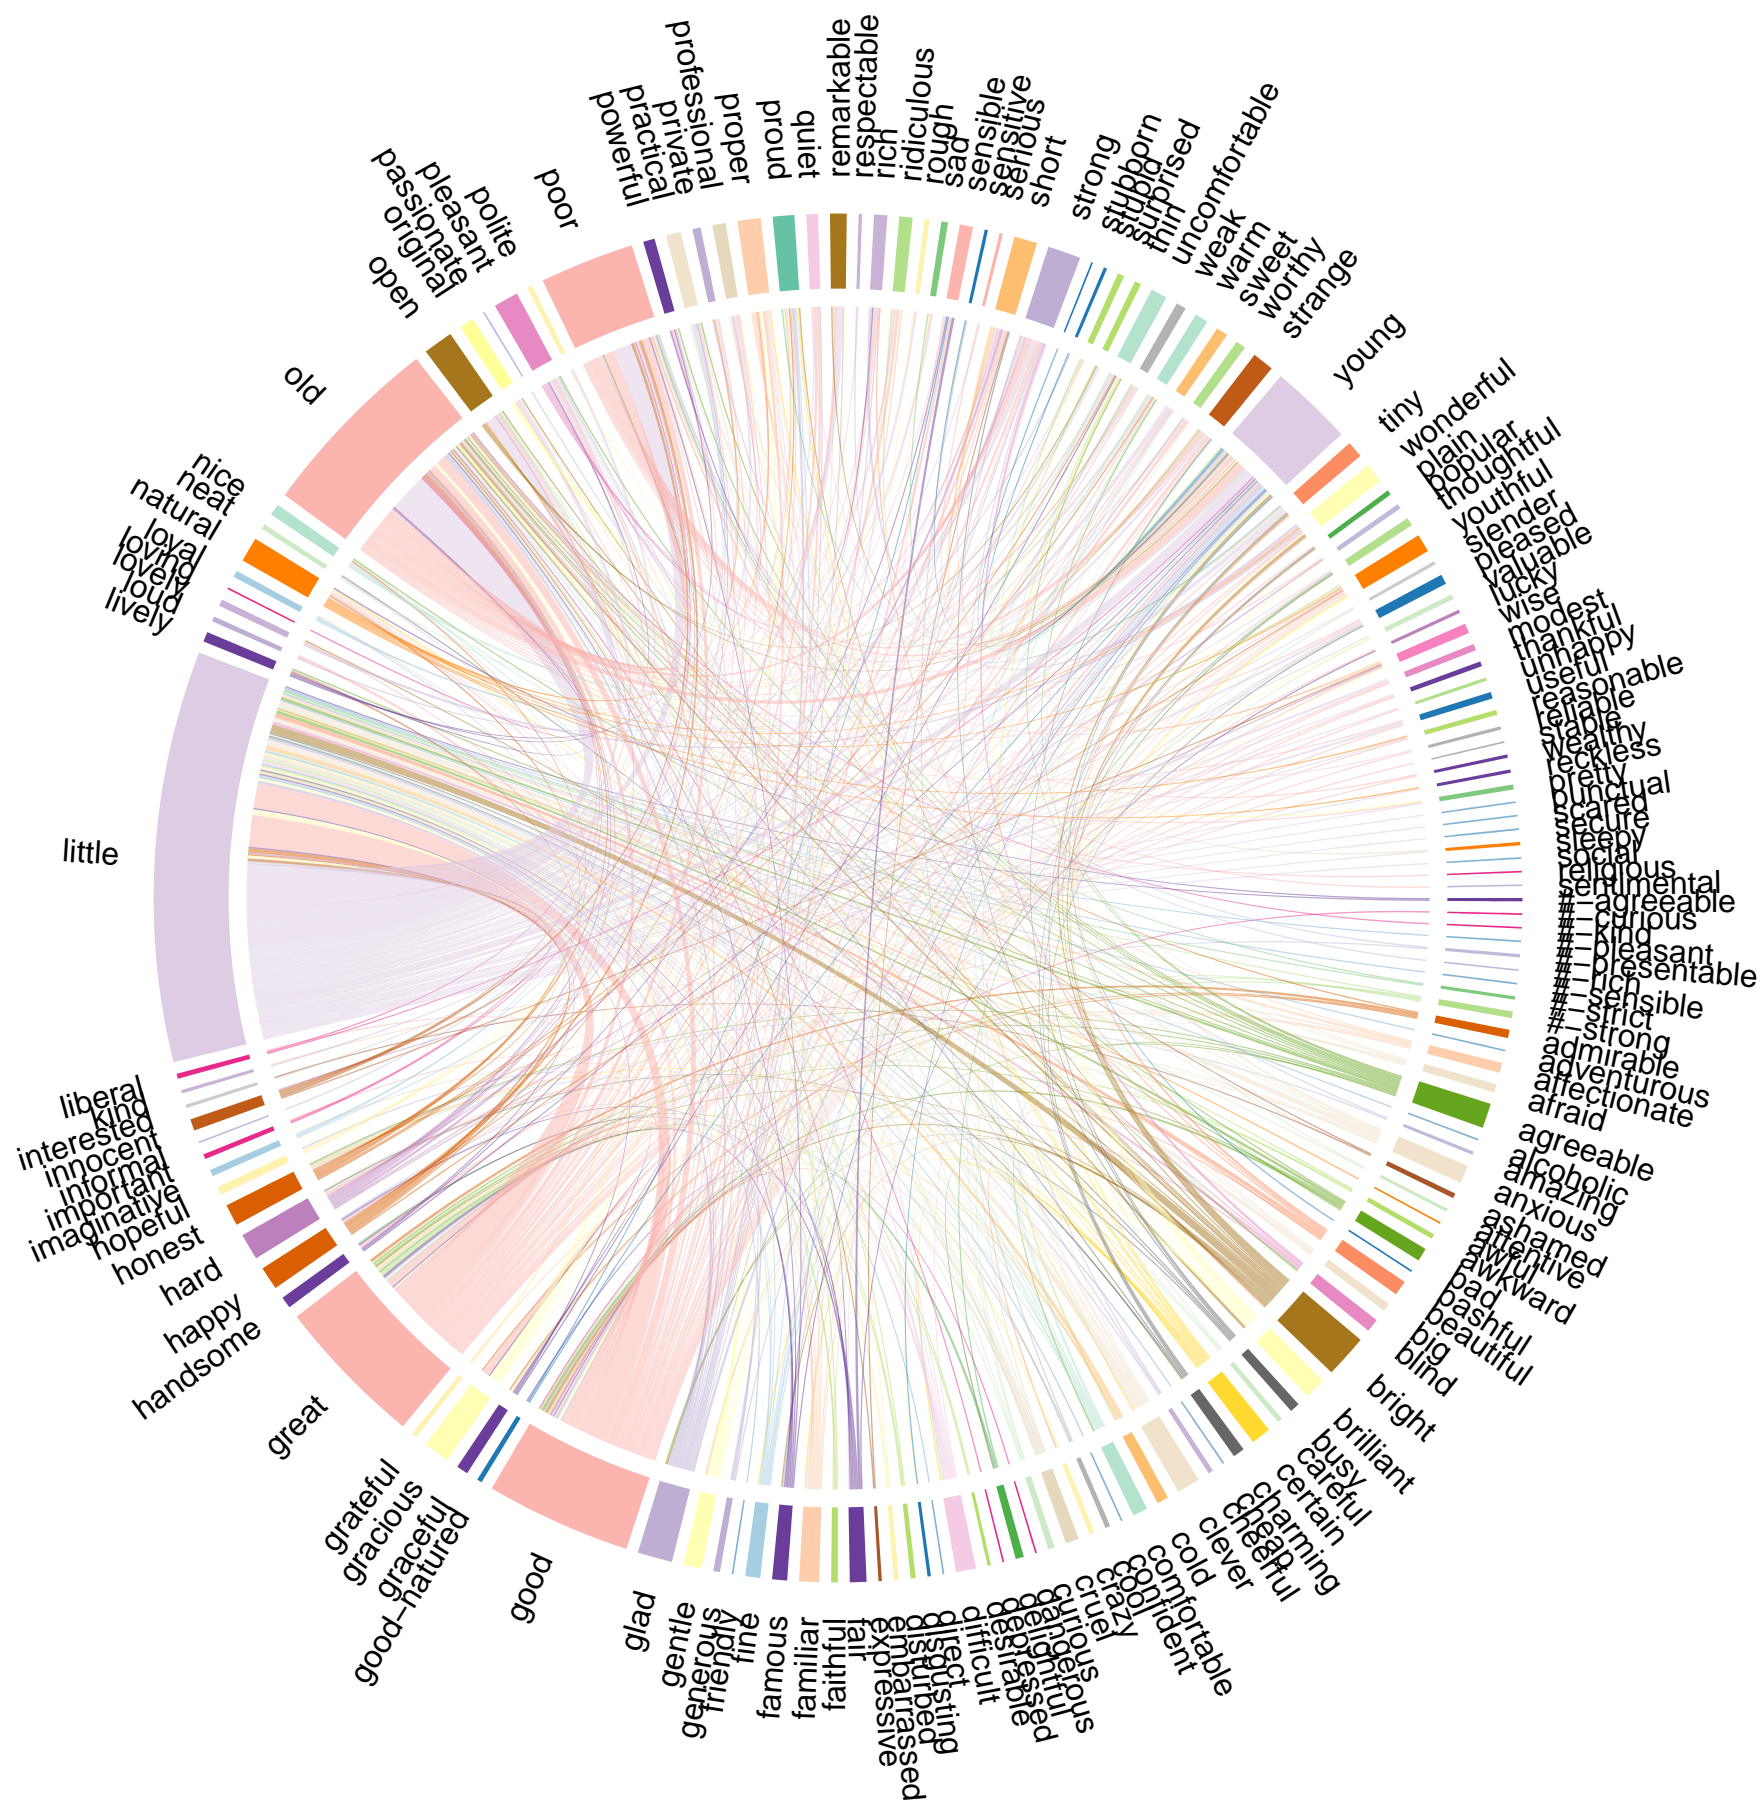 remarkable
respectable
rich
ridiculous
rough
sad
sensible
sensitive
serious
short
strong
stubborn
stupid
surprised
thin
uncomfortable
weak
warm
sweet
worthy
strange
young
tiny
wonderful
plain
popular
thoughtful
youthful
slender
pleased
valuable
lucky
wise
modest
thankful
unhappy
useful
reasonable
reliable
stable
wealthy
reckless
pretty
punctual
scared
secure
sleepy
social
religious
sentimental
#−agreeable
#−curious
#−kind
#−pleasant
#−presentable
#−rich
#−sensible
#−strict
#−strong
admirable
adventurous
affectionate
afraid
agreeable
alcoholic
amazing
anxious
ashamed
attentive
awful
awkward
bad
bashful
beautiful
big
blind
bright
brilliant
busy
careful
certain
charming
cheap
cheerful
clever
cold
comfortable
confident
cool
crazy
cruel
curious
dangerous
delightful
depressed
desirable
difficult
direct
disgusting
disturbed
embarrassed
expressive
fair
faithful
familiar
famous
fine
friendly
generous
gentle
glad
good
good−natured
graceful
gracious
grateful
great
handsome
happy
hard
honest
hopeful
imaginative
important
informal
innocent
interested
kind
liberal
little
lively
loud
lovely
loving
loyal
natural
neat
nice
old
open
original
passionate
pleasant
polite
poor
powerful
practical
private
professional
proper
proud
quiet